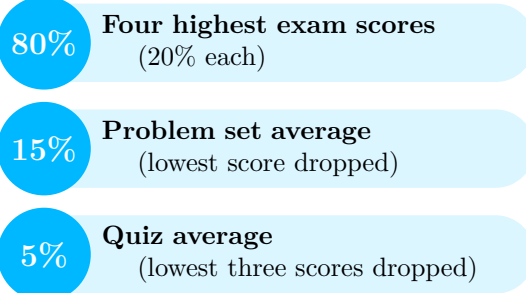 80%
Four highest exam scores
(20% each)
15%
Problem set average
(lowest score dropped)
5%
Quiz average
(lowest three scores dropped)